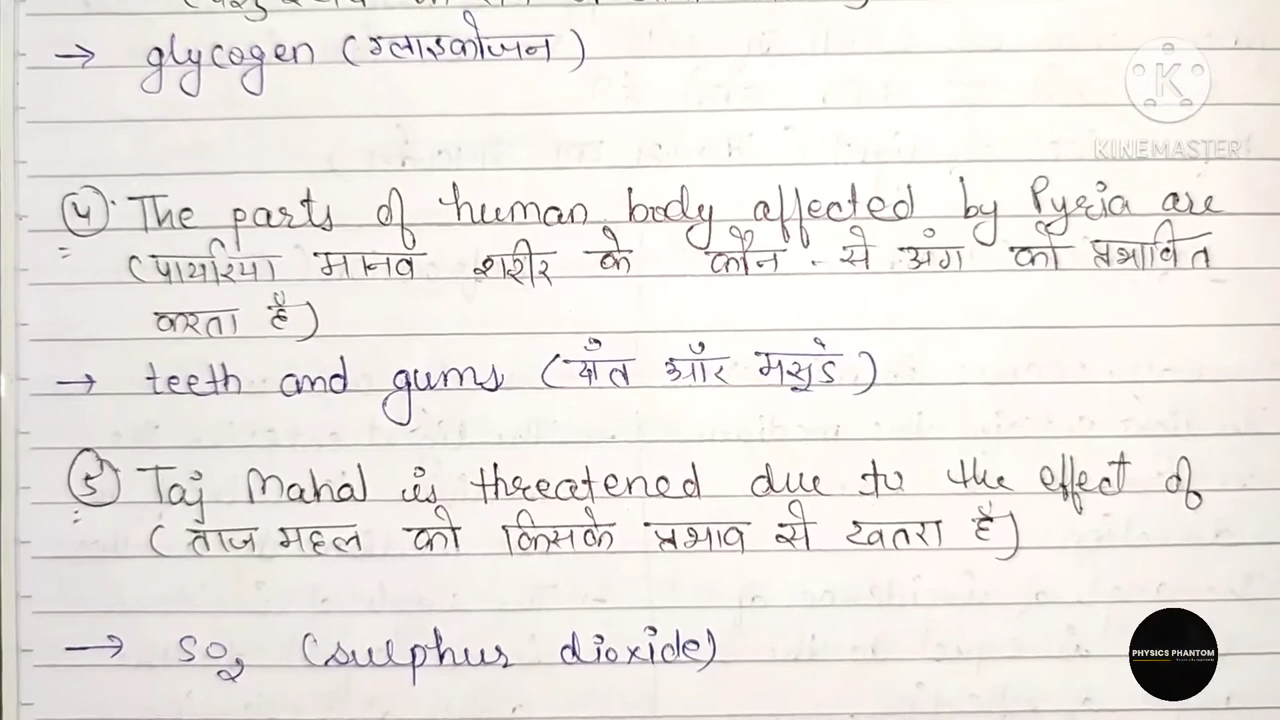 → glycogen (ग्लाइकोजन)
KINEMASTER
④ The parts of human body affected by Pyria are
(पायरिया मानव शरीर के कौन-से अंग को प्रभावित
करता है)
→ teeth and gums (दाँत और मसुडे)
⑤ Taj Mahal is threatened due to the effect of
(ताजमहल को किसके प्रभाव से खतरा है)
→ SO₂ (sulphur dioxide)
PHYSICS PHANTOM